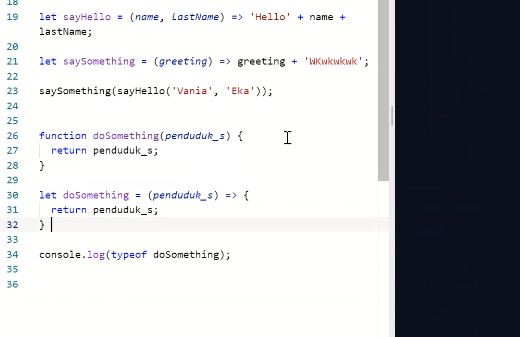 18
19 let sayHello = (name, lastName) => 'Hello' + name +
lastName;
20
21 let saySomething = (greeting) => greeting + 'WKwkwkwk';
22
23 saySomething(sayHello('Vania', 'Eka'));
24
25
26 function doSomething(penduduk_s) {
27 return penduduk_s;
28 }
29
30 let doSomething = (penduduk_s) => {
31 return penduduk_s;
32 }
33
34 console.log(typeof doSomething);
35
36